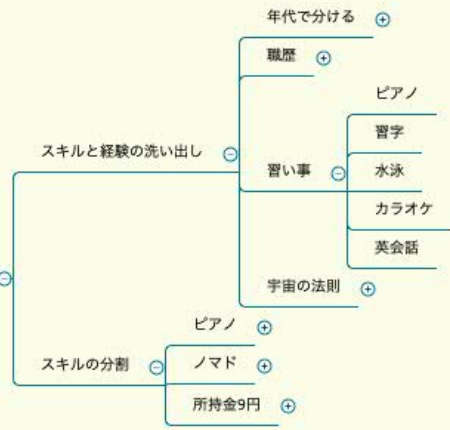 年代で分ける
職歴
ピアノ
習字
スキルと経験の洗い出し
習い事
水泳
カラオケ
英会話
宇宙の法則
ピアノ
スキルの分割
ノマド
所持金9円